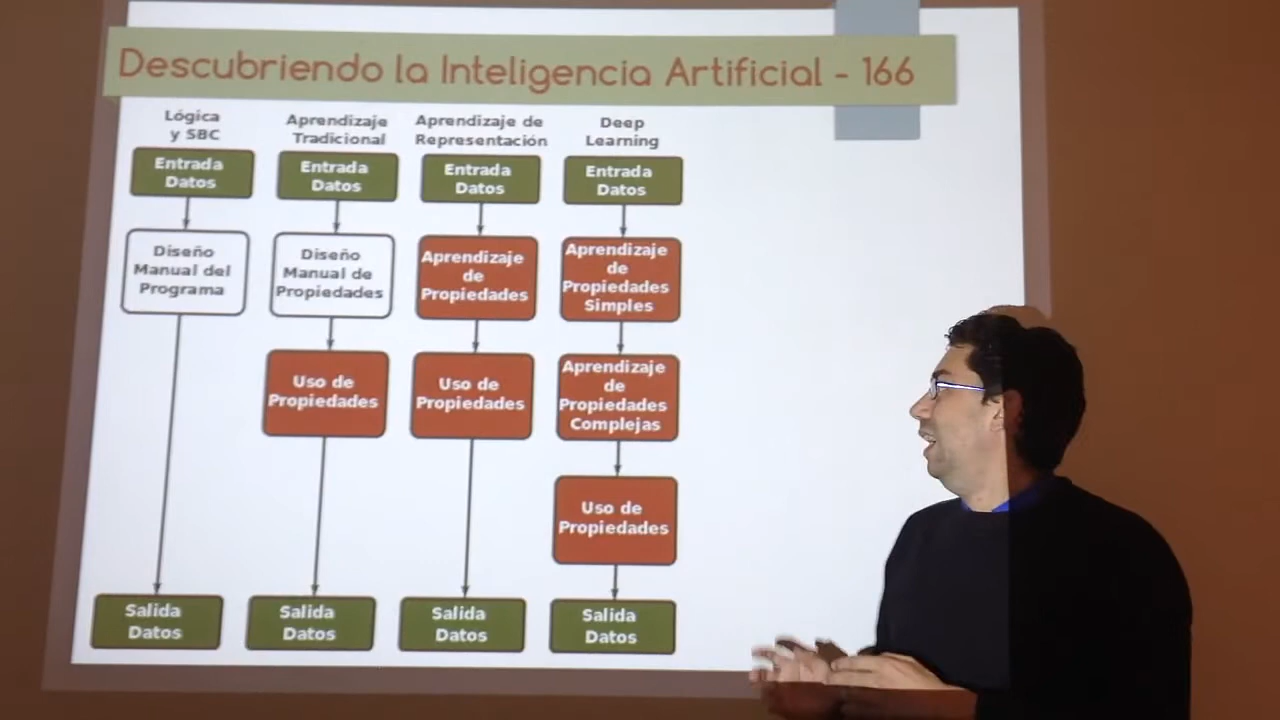 Descubriendo la Inteligencia Artificial - 166
Lógica
y SBC
Entrada
Datos
Diseño
Manual del
Programa
Salida
Datos
Aprendizaje
Tradicional
Entrada
Datos
Diseño
Manual de
Propiedades
Uso de
Propiedades
Salida
Datos
Aprendizaje de
Representación
Entrada
Datos
Aprendizaje
de
Propiedades
Uso de
Propiedades
Salida
Datos
Deep
Learning
Entrada
Datos
Aprendizaje
de
Propiedades
Simples
Aprendizaje
de
Propiedades
Complejas
Uso de
Propiedades
Salida
Datos